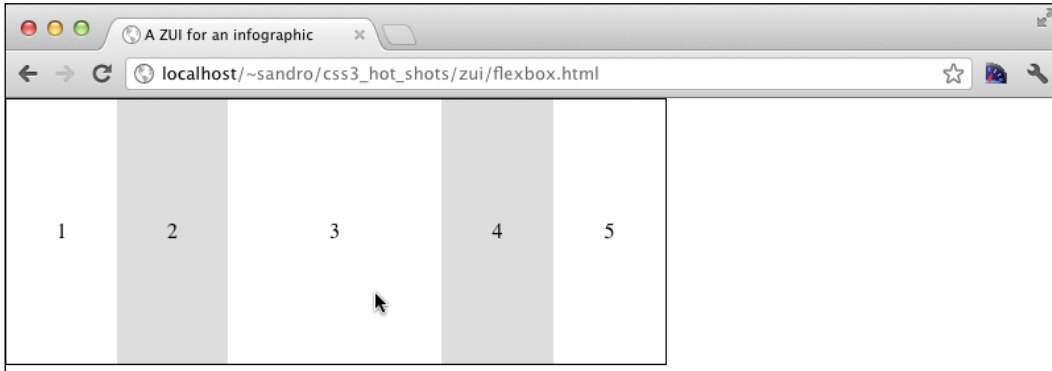 A ZUI for an infographic
localhost/~sandro/css3_hot_shots/zui/flexbox.html
1 2 3 4 5